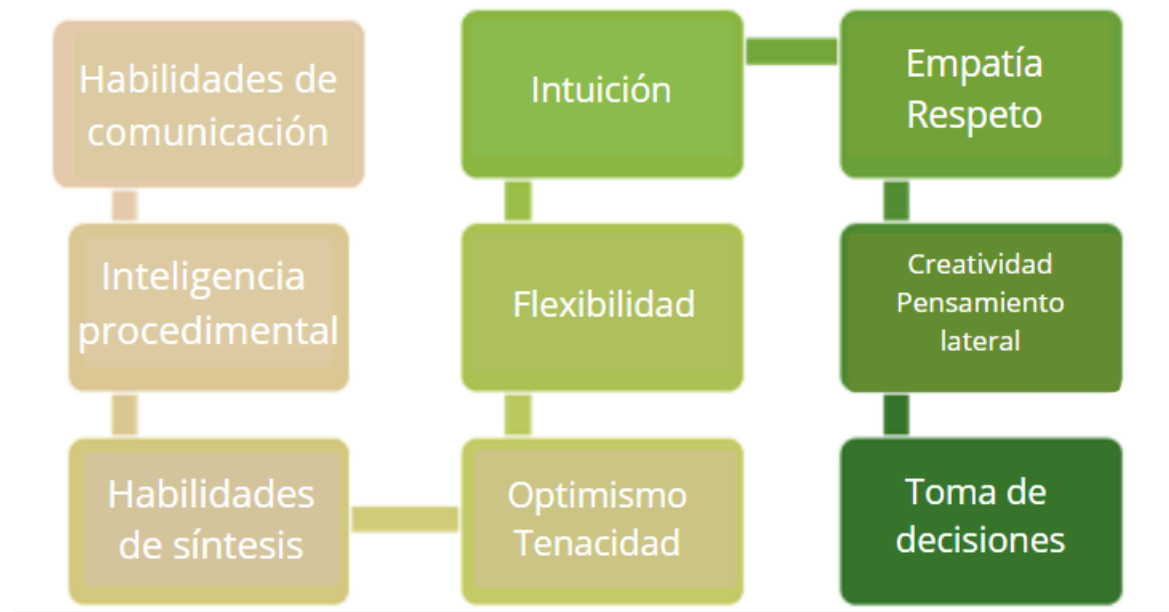 Habilidades de
comunicación
Inteligencia
procedimental
Habilidades
de síntesis
Optimismo
Tenacidad
Flexibilidad
Intuición
Empatía
Respeto
Creatividad
Pensamiento
lateral
Toma de
decisiones